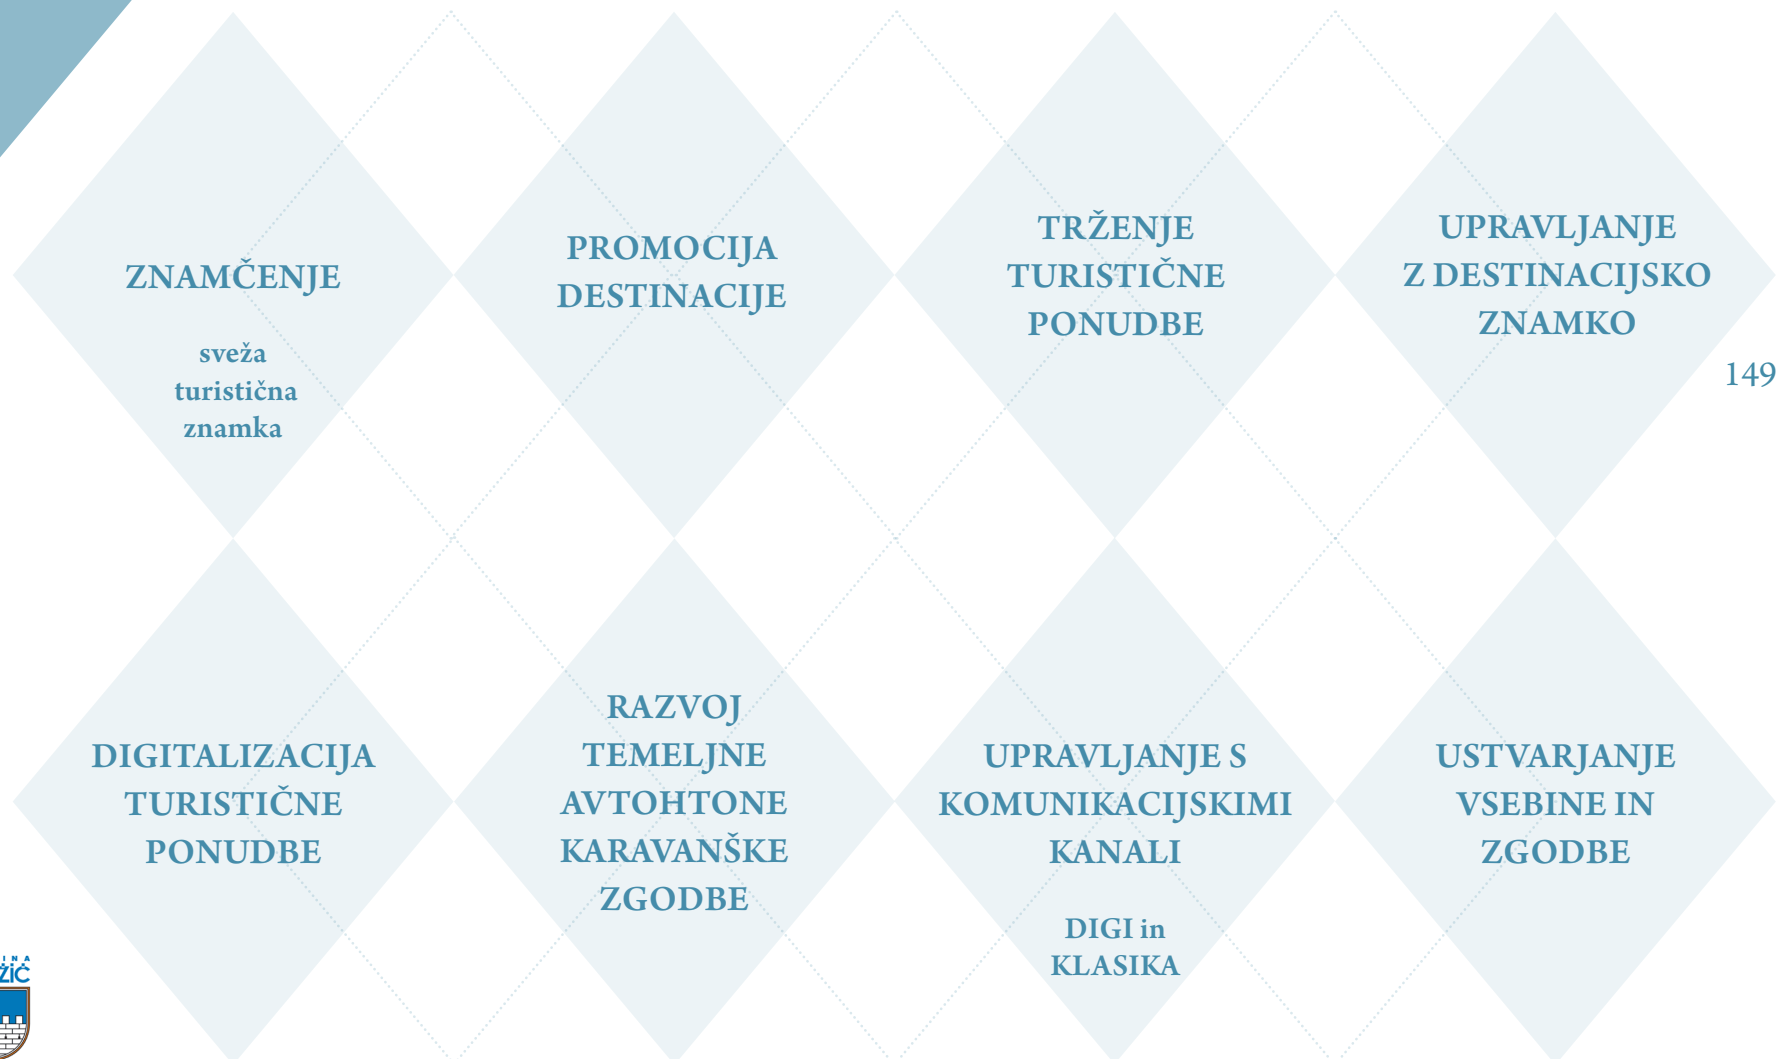 ZNAMČENJE
sveža
turistična
znamka
PROMOCIJA
DESTINACIJE
TRŽENJE
TURISTIČNE
PONUDBE
UPRAVLJANJE
Z DESTINACIJSKO
ZNAMKO
149
DIGITALIZACIJA
TURISTIČNE
PONUDBE
RAZVOJ
TEMELJNE
AVTOHTONE
KARAVANŠKE
ZGODBE
UPRAVLJANJE S
KOMUNIKACIJSKIMI
KANALI
DIGI in
KLASIKA
USTVARJANJE
VSEBINE IN
ZGODBE